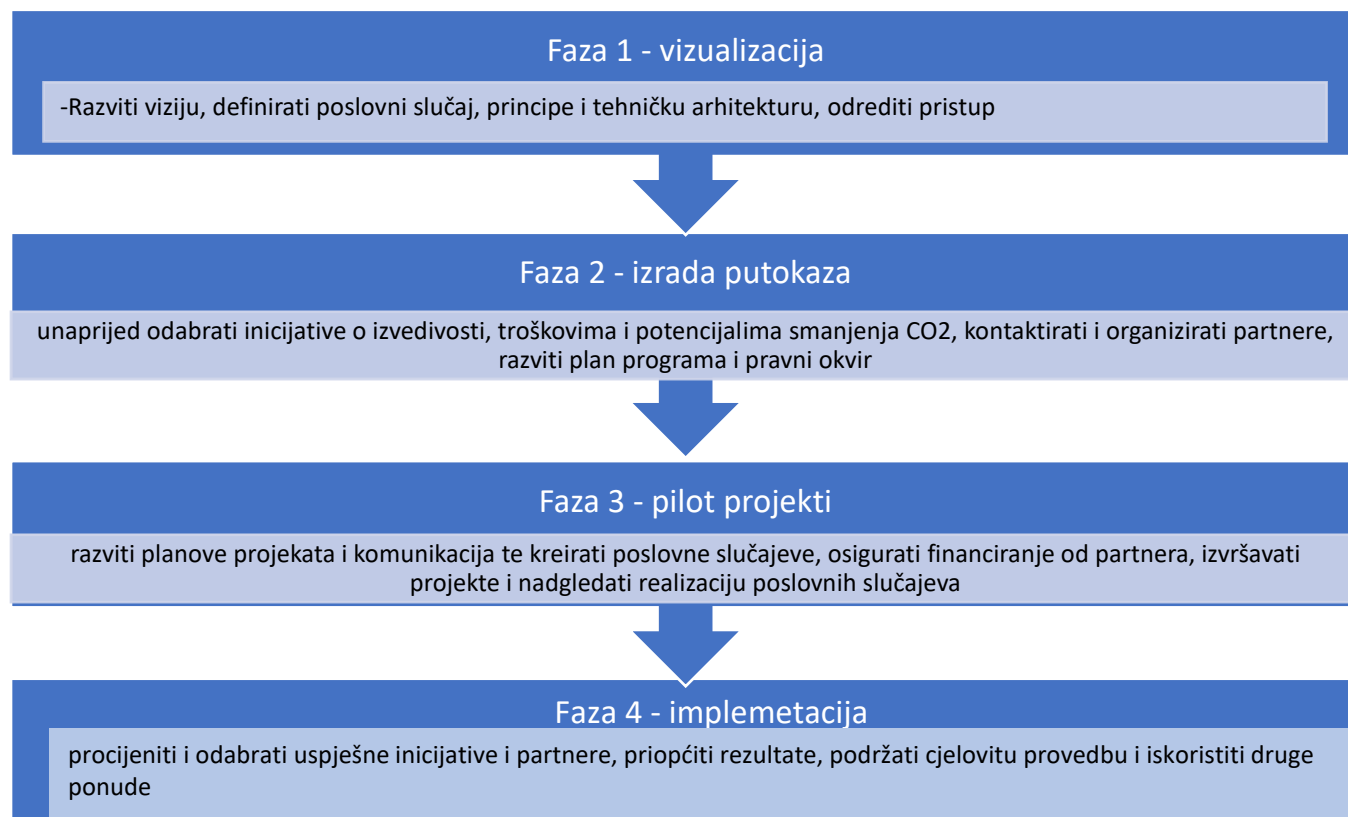 Faza 1 - vizualizacija
-Razviti viziju, definirati poslovni slučaj, principe i tehničku arhitekturu, odrediti pristup
Faza 2 - izrada putokaza
unaprijed odabrati inicijative o izvedivosti, troškovima i potencijalima smanjenja CO2, kontaktirati i organizirati partnere,
razviti plan programa i pravni okvir
Faza 3 - pilot projekti
razviti planove projekata i komunikacija te kreirati poslovne slučajeve, osigurati financiranje od partnera, izvršavati
projekte i nadgledati realizaciju poslovnih slučajeva
Faza 4 - implemetacija
procijeniti i odabrati uspješne inicijative i partnere, priopćiti rezultate, podržati cjelovitu provedbu i iskoristiti druge
ponude